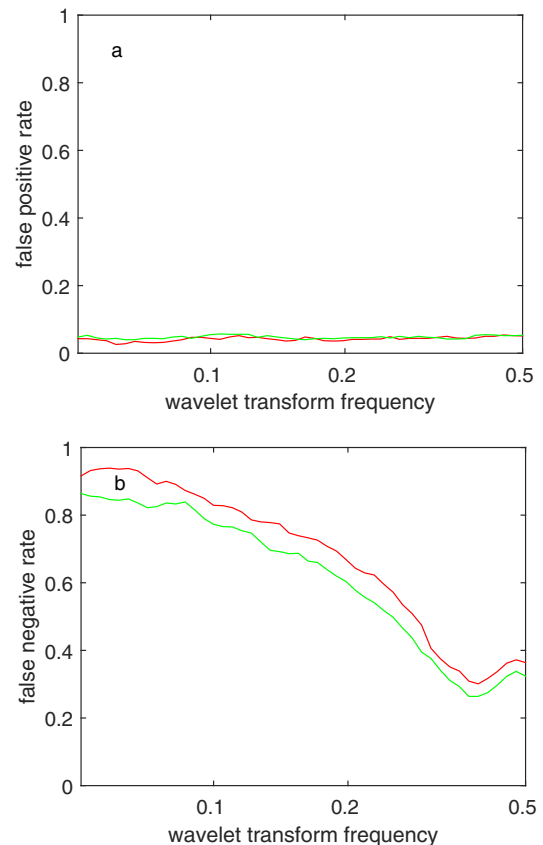 a
1
0.8
0.6
0.4
0.2
0
false positive rate
0.1 0.2 0.5
wavelet transform frequency
b
1
0.8
0.6
0.4
0.2
0
false negative rate
0.1 0.2 0.5
wavelet transform frequency